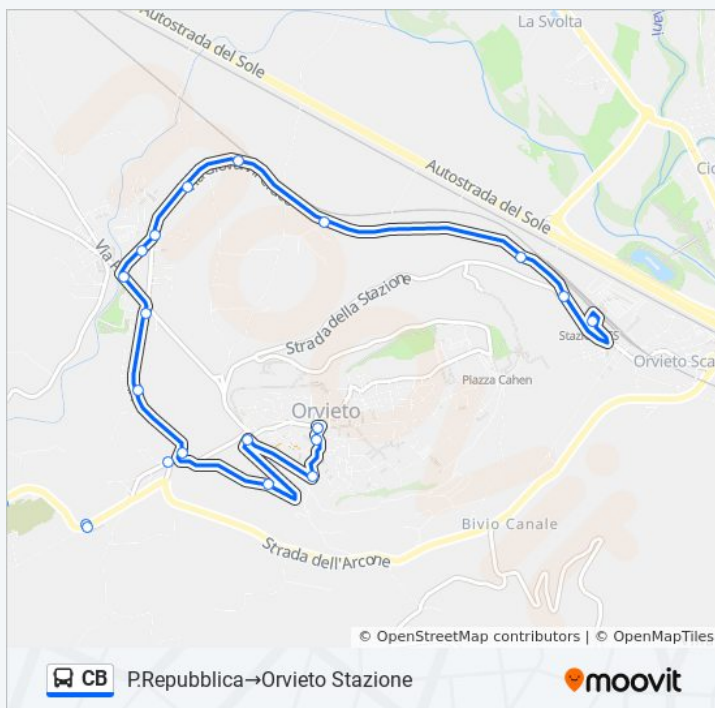 La Svolta
Autostrada del Sole
Autostrada del Sole
Strada della Stazione
Orvieto Sca
Piazza Cahen
Orvieto
Bivio Canale
Strada dell'Arcone
© OpenStreetMap contributors | © OpenMapTiles
CB P.Repubblica→Orvieto Stazione
moovit